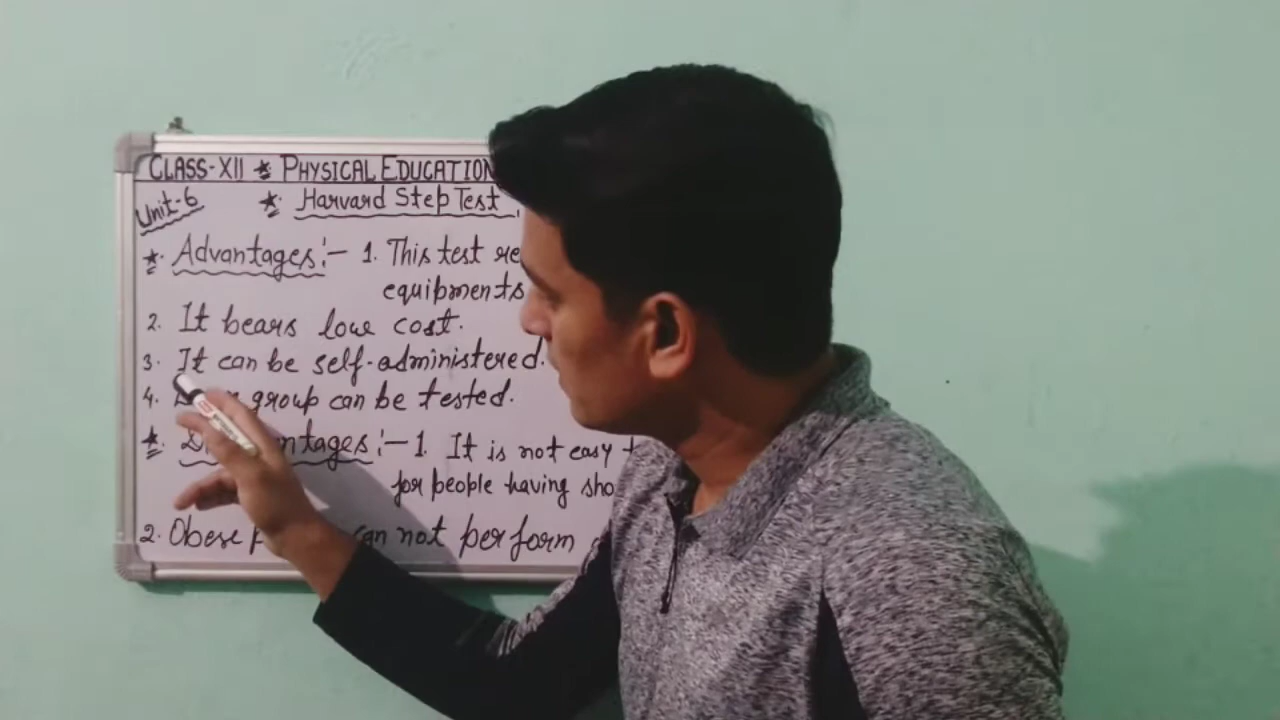 CLASS-XII ★ PHYSICAL EDUCATION
Unit-6 ★ Harvard Step Test
★ Advantages:- 1. This test re
equipments
2. It bears low cost.
3. It can be self-administered.
4. group can be tested.
★ :- 1. It is not easy
for people having sho
2. Obese can not perform